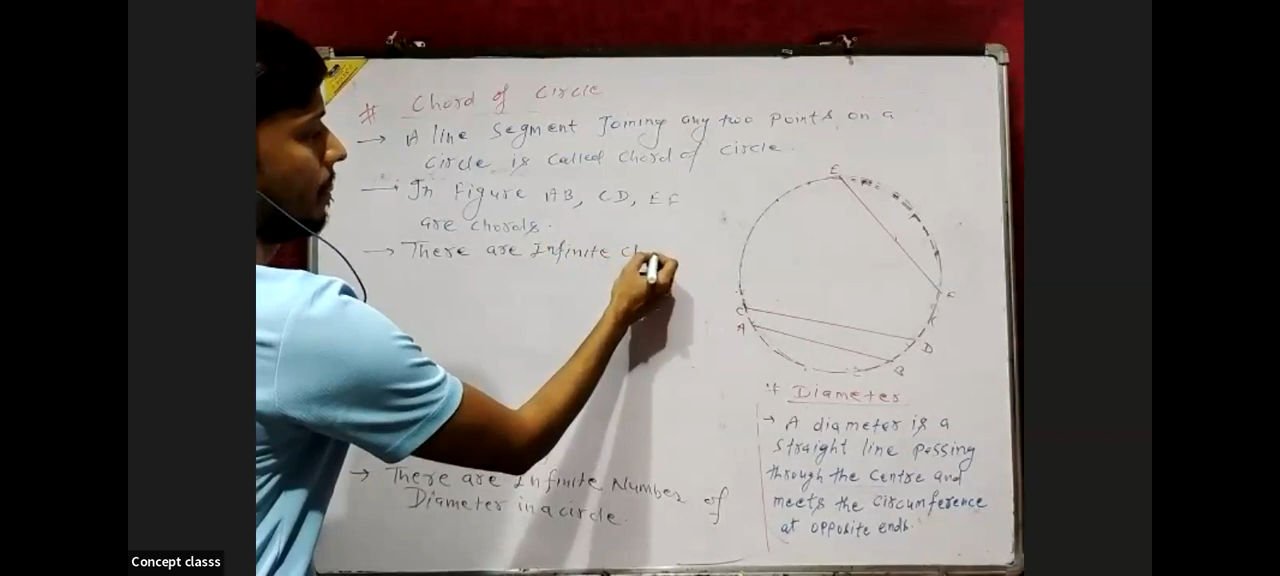 # Chord of Circle
→ A line Segment Joining any two Points on a
Circle is Called Chord of Circle.
→ In Figure AB, CD, EF
are Chords.
→ There are Infinite Ch
→ There are Infinite Number of
Diameter in a circle.
E
F
C
A
D
B
* Diameter
→ A diameter is a
straight line passing
through the centre and
meets the circumference
at opposite ends.
Concept classs